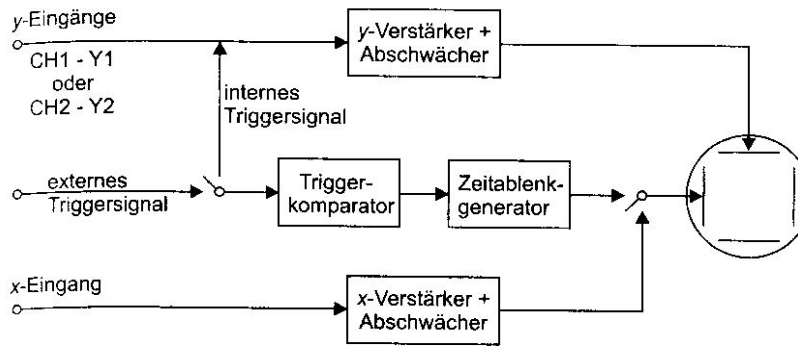 y-Eingänge
CH1 - Y1
oder
CH2 - Y2
y-Verstärker +
Abschwächer
internes
Triggersignal
externes
Triggersignal
Trigger-
komparator
Zeitablenk-
generator
x-Eingang
x-Verstärker +
Abschwächer